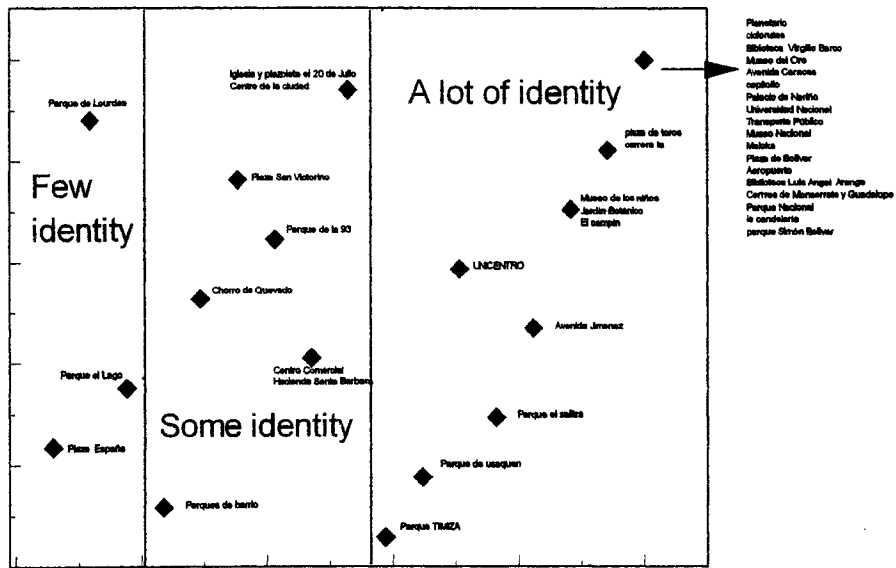 Parque de Lourdes
Few
identity
Parque el Lago
Plaza España
Iglesia y plazoleta el 20 de Julio
Centro de la ciudad
Plaza San Victorino
Parque de la 93
Chorro de Quevedo
Centro Comercial
Hacienda Santa Barbara
Some identity
Parques de barrio
A lot of identity
plaza de toros
carrera 1a
Museo de los niños
Jardín Botánico
El campín
UNICENTRO
Avenida Jimenez
Parque el salitre
Parque de usaquen
Parque TIMIZA
Planetario
ciclorutas
Biblioteca Virgilio Barco
Museo del Oro
Avenida Caracas
capitolio
Palacio de Nariño
Universidad Nacional
Transporte Público
Museo Nacional
Maloka
Plaza de Bolívar
Aeropuerto
Biblioteca Luis Angel Arango
Cerros de Monserrate y Guadalupe
Parque Nacional
la candelaria
parque Simón Bolívar